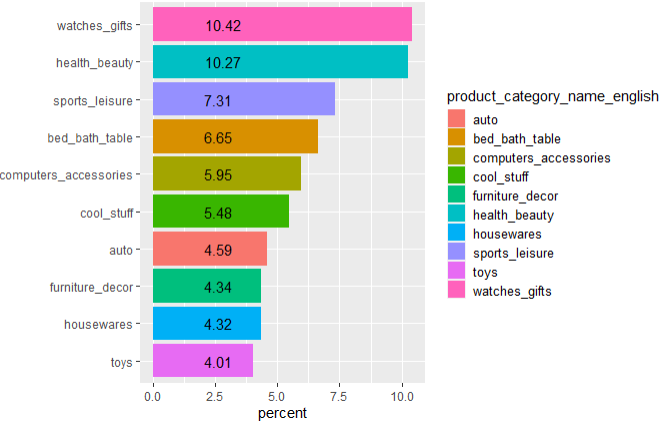 watches_gifts 10.42
health_beauty 10.27
sports_leisure 7.31
bed_bath_table 6.65
computers_accessories 5.95
cool_stuff 5.48
auto 4.59
furniture_decor 4.34
housewares 4.32
toys 4.01
0.0 2.5 5.0 7.5 10.0
percent
product_category_name_english
auto
bed_bath_table
computers_accessories
cool_stuff
furniture_decor
health_beauty
housewares
sports_leisure
toys
watches_gifts